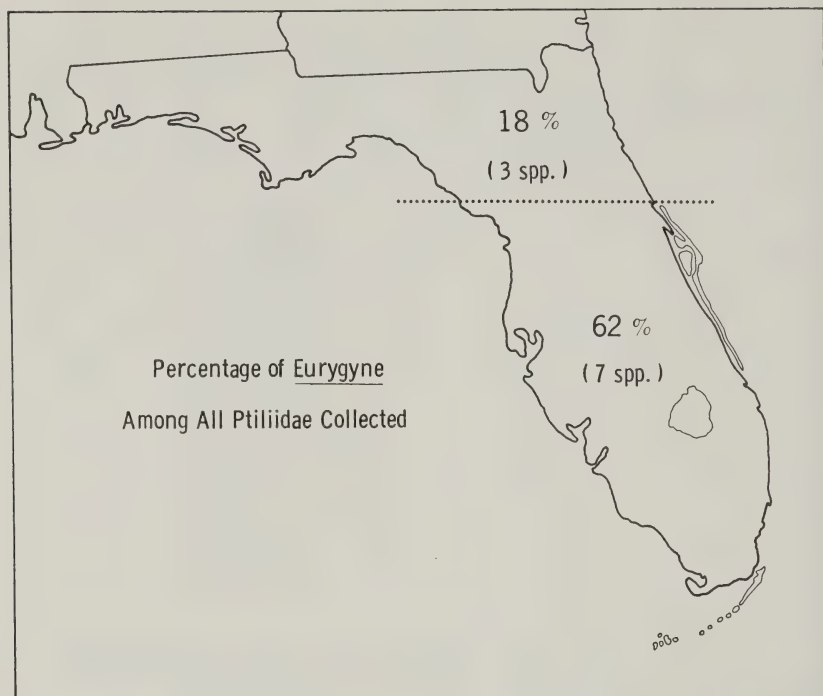 18 %
(3 spp.)
62 %
(7 spp.)
Percentage of Eurygyne
Among All Ptiliidae Collected